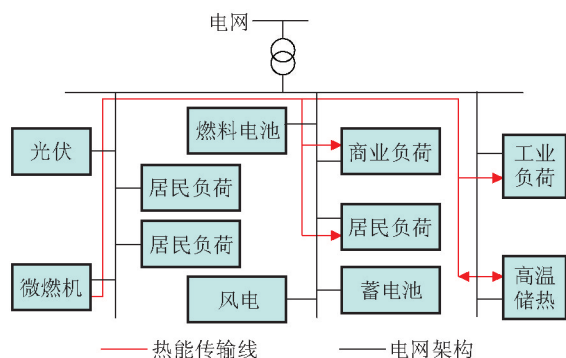 电网
光伏
居民负荷
居民负荷
微燃机
燃料电池
商业负荷
居民负荷
风电
蓄电池
工业
负荷
高温
储热
热能传输线
电网架构